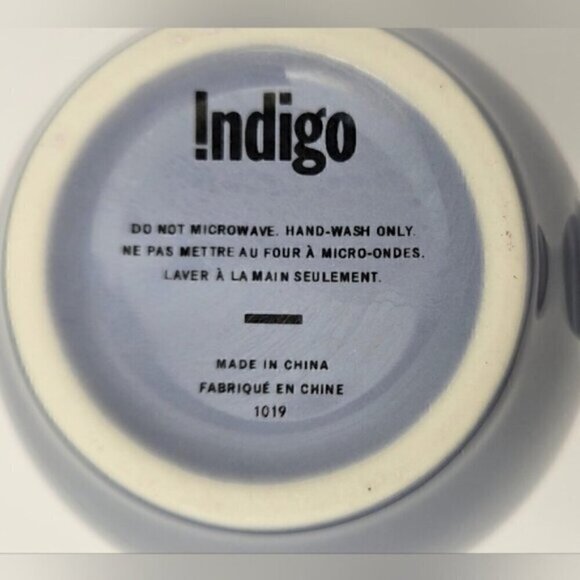 !ndigo
DO NOT MICROWAVE. HAND-WASH ONLY.
NE PAS METTRE AU FOUR À MICRO-ONDES.
LAVER À LA MAIN SEULEMENT.
MADE IN CHINA
FABRIQUÉ EN CHINE
1019